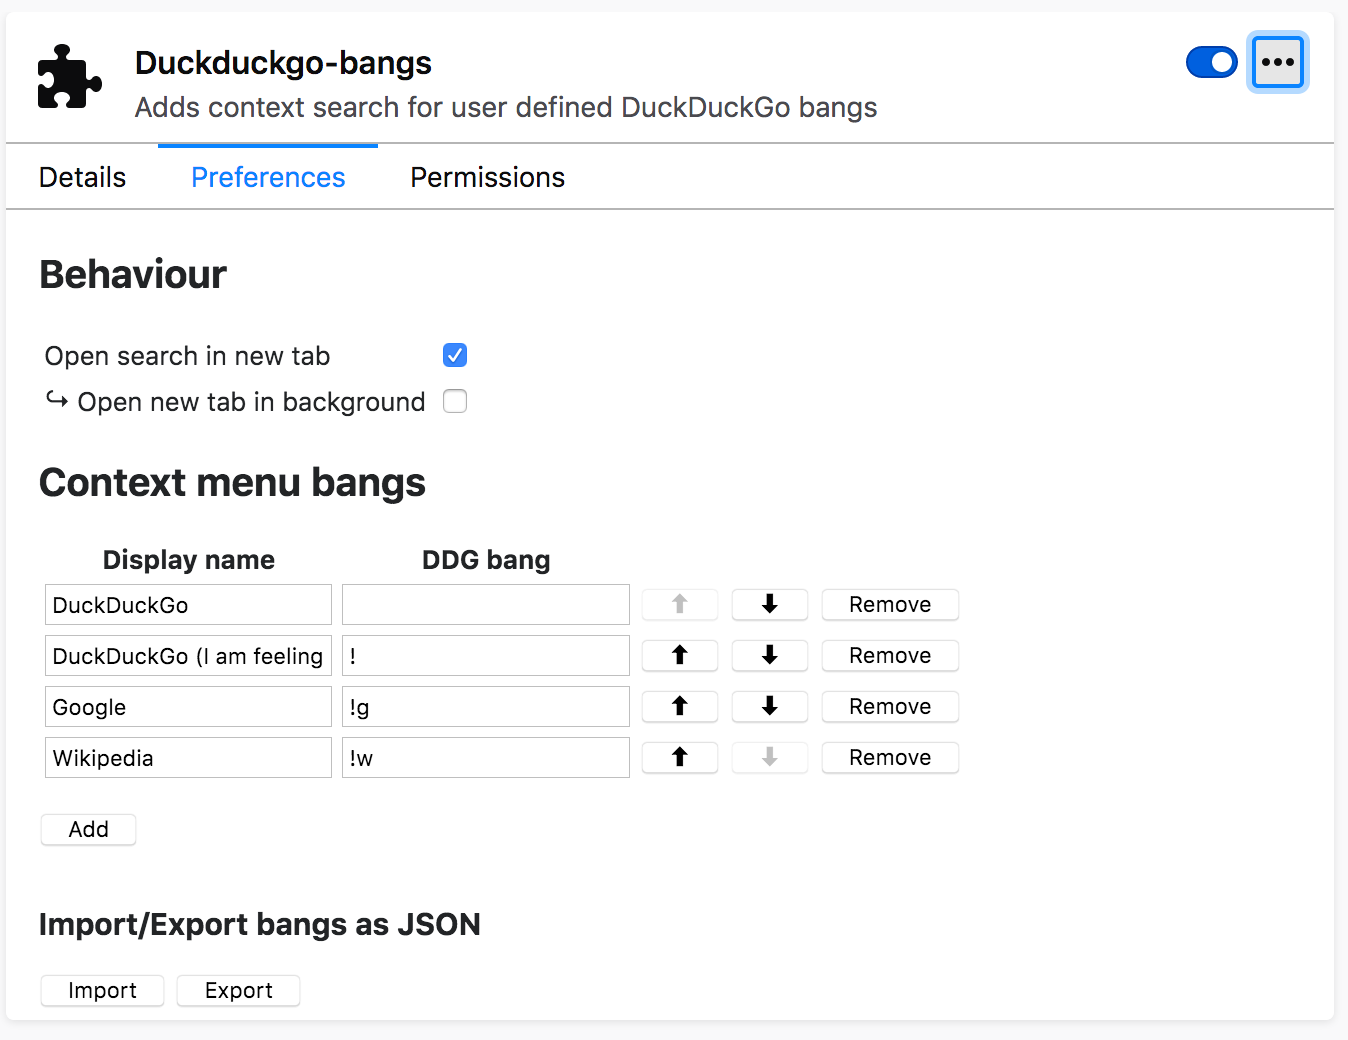 Duckduckgo-bangs
Adds context search for user defined DuckDuckGo bangs
Details Preferences Permissions
Behaviour
Open search in new tab
↪ Open new tab in background
Context menu bangs
Display name DDG bang
DuckDuckGo Remove
DuckDuckGo (I am feeling ! Remove
Google !g Remove
Wikipedia !w Remove
Add
Import/Export bangs as JSON
Import Export